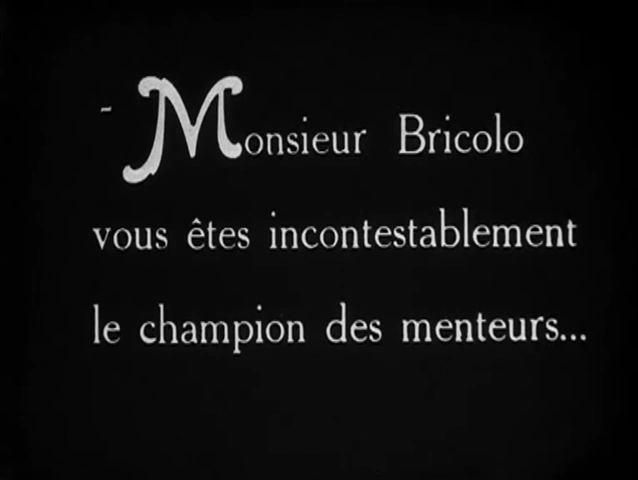 - Monsieur Bricolo
vous êtes incontestablement
le champion des menteurs...